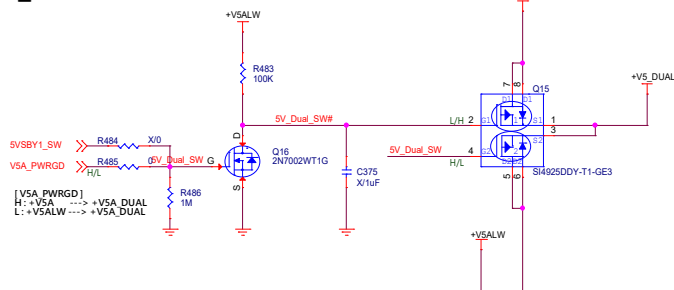 +V5ALW
R483
100K
Q15
7
8
D1
D1
+V5_DUAL
5V_Dual_SW#
L/H
2
G1
1
S1
1
3
S2
5VSBY1_SW
R484
X/0
V5A_PWRGD
R485
0
5V_Dual_SW
G
H/L
D
S
Q16
2N7002WT1G
5V_Dual_SW
H/L
4
G2
D2
D2
5
6
SI4925DDY-T1-GE3
C375
X/1uF
R486
1M
[V5A_PWRGD]
H: +V5A ---> +V5A_DUAL
L: +V5ALW ---> +V5A_DUAL
+V5ALW